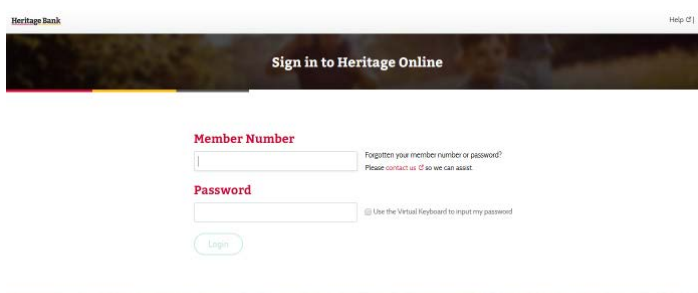 Heritage Bank
Help
Sign in to Heritage Online
Member Number
Forgotten your member number or password?
Please contact us so we can assist.
Password
Use the Virtual Keyboard to input my password
Login